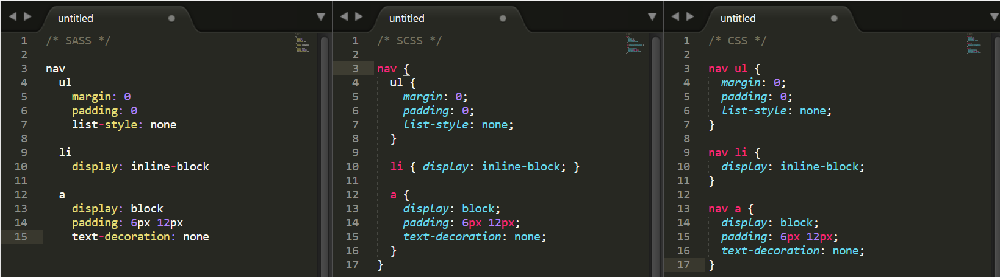 untitled
1 /* SASS */
2
3 nav
4   ul
5     margin: 0
6     padding: 0
7     list-style: none
8
9   li
10     display: inline-block
11
12   a
13     display: block
14     padding: 6px 12px
15     text-decoration: none
untitled
1 /* SCSS */
2
3 nav {
4   ul {
5     margin: 0;
6     padding: 0;
7     list-style: none;
8   }
9
10   li { display: inline-block; }
11
12   a {
13     display: block;
14     padding: 6px 12px;
15     text-decoration: none;
16   }
17 }
untitled
1 /* CSS */
2
3 nav ul {
4   margin: 0;
5   padding: 0;
6   list-style: none;
7 }
8
9 nav li {
10   display: inline-block;
11 }
12
13 nav a {
14   display: block;
15   padding: 6px 12px;
16   text-decoration: none;
17 }